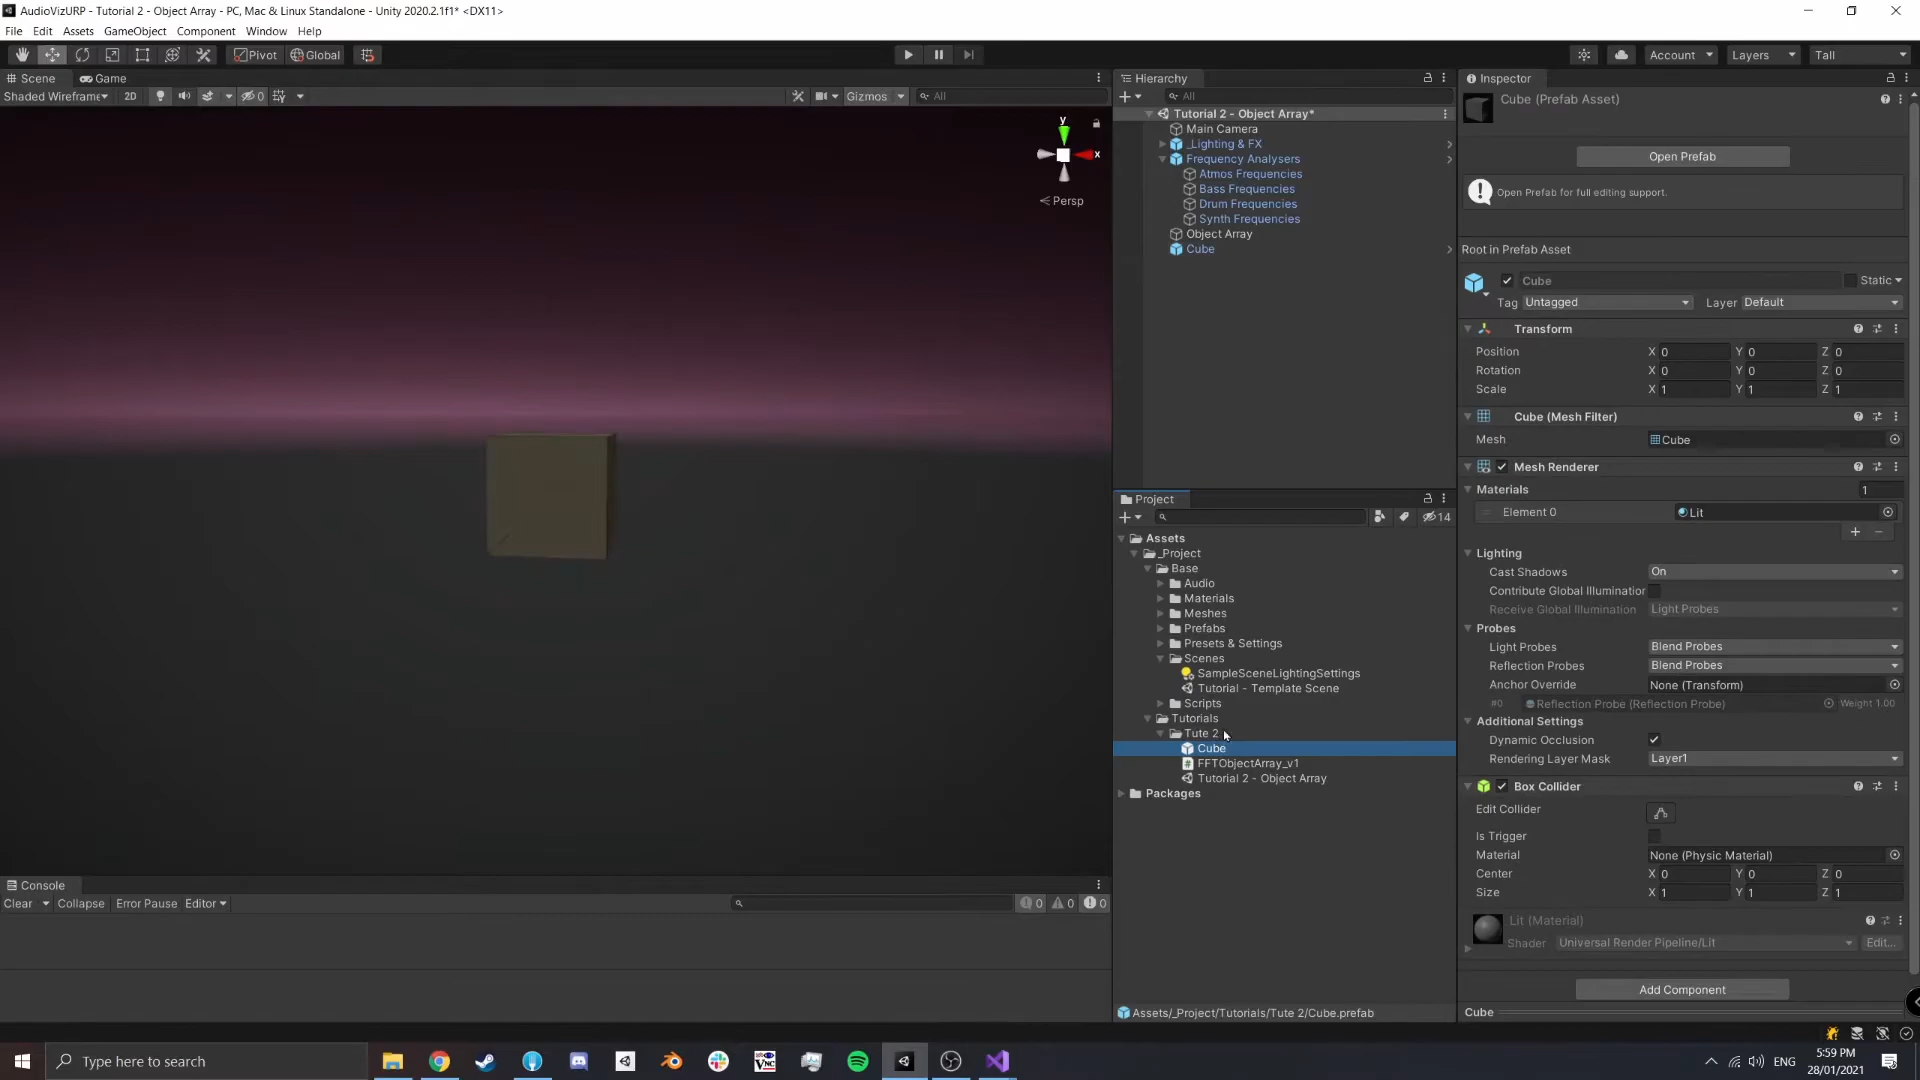 AudioVizURP - Tutorial 2 - Object Array - PC, Mac & Linux Standalone - Unity 2020.2.1f1* <DX11>
File Edit Assets GameObject Component Window Help
Pivot Global Account Layers Tall
Scene Game
Shaded Wireframe 2D 0 Gizmos All
y
x
Persp
Console
Clear Collapse Error Pause Editor 0 0 0
Hierarchy
All
Tutorial 2 - Object Array*
Main Camera
_Lighting & FX
Frequency Analysers
Atmos Frequencies
Bass Frequencies
Drum Frequencies
Synth Frequencies
Object Array
Cube
Project
14
Assets
_Project
Base
Audio
Materials
Meshes
Prefabs
Presets & Settings
Scenes
SampleSceneLightingSettings
Tutorial - Template Scene
Scripts
Tutorials
Tute 2
Cube
FFTObjectArray_v1
Tutorial 2 - Object Array
Packages
Assets/_Project/Tutorials/Tute 2/Cube.prefab
Inspector
Cube (Prefab Asset)
Open Prefab
Open Prefab for full editing support.
Root in Prefab Asset
Cube Static
Tag Untagged Layer Default
Transform
Position X 0 Y 0 Z 0
Rotation X 0 Y 0 Z 0
Scale X 1 Y 1 Z 1
Cube (Mesh Filter)
Mesh Cube
Mesh Renderer
Materials 1
Element 0 Lit
Lighting
Cast Shadows On
Contribute Global Illumination
Receive Global Illumination Light Probes
Probes
Light Probes Blend Probes
Reflection Probes Blend Probes
Anchor Override None (Transform)
#0 Reflection Probe (Reflection Probe) Weight 1.00
Additional Settings
Dynamic Occlusion
Rendering Layer Mask Layer1
Box Collider
Edit Collider
Is Trigger
Material None (Physic Material)
Center X 0 Y 0 Z 0
Size X 1 Y 1 Z 1
Lit (Material)
Shader Universal Render Pipeline/Lit Edit...
Add Component
Cube
Type here to search
VNC
ENG
5:59 PM
28/01/2021